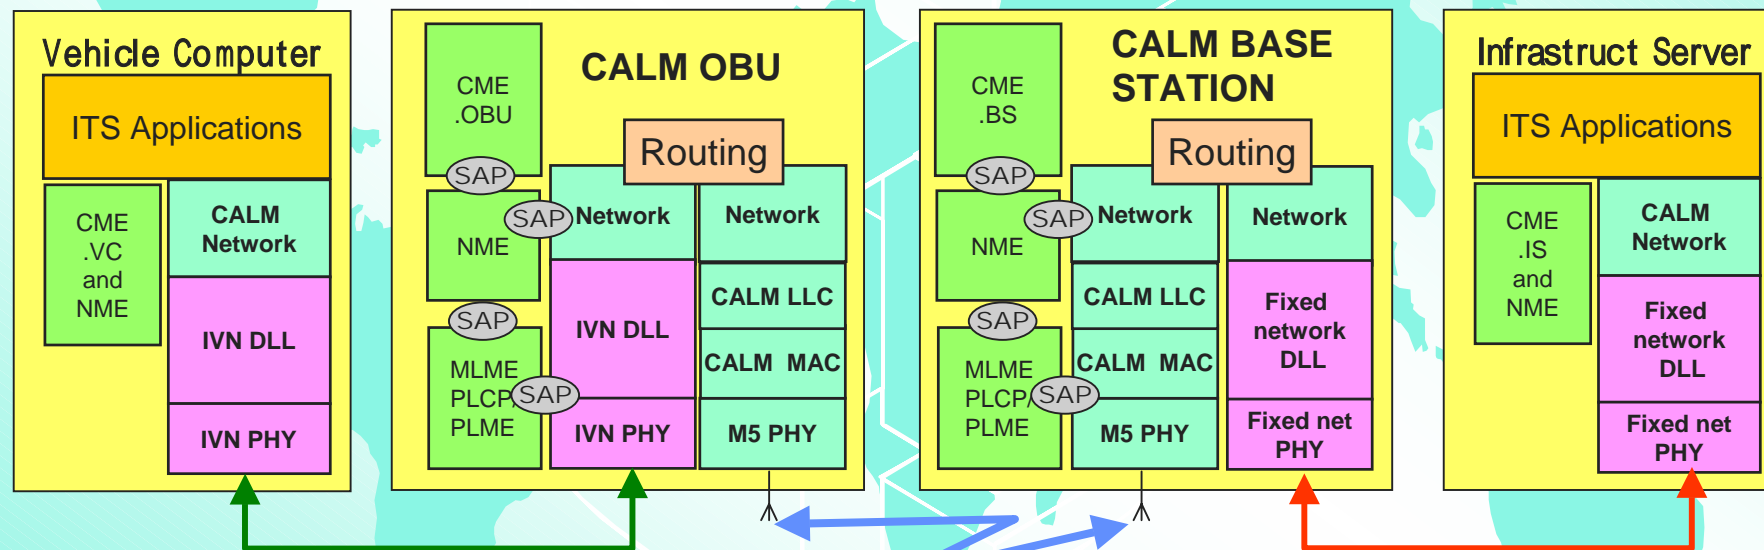 Vehicle Computer
ITS Applications
CME
.VC
and
NME
CALM
Network
IVN DLL
IVN PHY
CALM OBU
CME
.OBU
SAP
NME
SAP
SAP
MLME
PLCP/
PLME
SAP
Routing
Network
IVN DLL
IVN PHY
Network
CALM LLC
CALM MAC
M5 PHY
CALM BASE
STATION
CME
.BS
SAP
NME
SAP
SAP
MLME
PLCP/
PLME
SAP
Routing
Network
CALM LLC
CALM MAC
M5 PHY
Network
Fixed
network
DLL
Fixed net
PHY
Infrastruct Server
ITS Applications
CME
.IS
and
NME
CALM
Network
Fixed
network
DLL
Fixed net
PHY